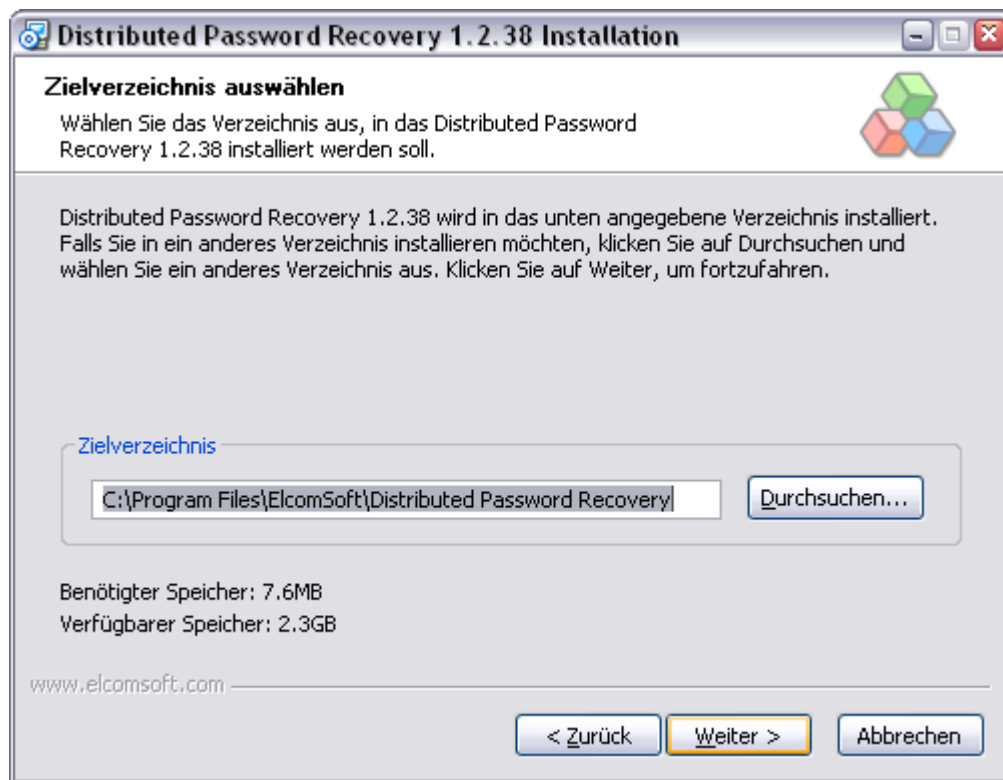 Distributed Password Recovery 1.2.38 Installation
Zielverzeichnis auswählen
Wählen Sie das Verzeichnis aus, in das Distributed Password
Recovery 1.2.38 installiert werden soll.
Distributed Password Recovery 1.2.38 wird in das unten angegebene Verzeichnis installiert.
Falls Sie in ein anderes Verzeichnis installieren möchten, klicken Sie auf Durchsuchen und
wählen Sie ein anderes Verzeichnis aus. Klicken Sie auf Weiter, um fortzufahren.
Zielverzeichnis
C:\Program Files\ElcomSoft\Distributed Password Recovery
Durchsuchen...
Benötigter Speicher: 7.6MB
Verfügbarer Speicher: 2.3GB
www.elcomsoft.com
< Zurück
Weiter >
Abbrechen